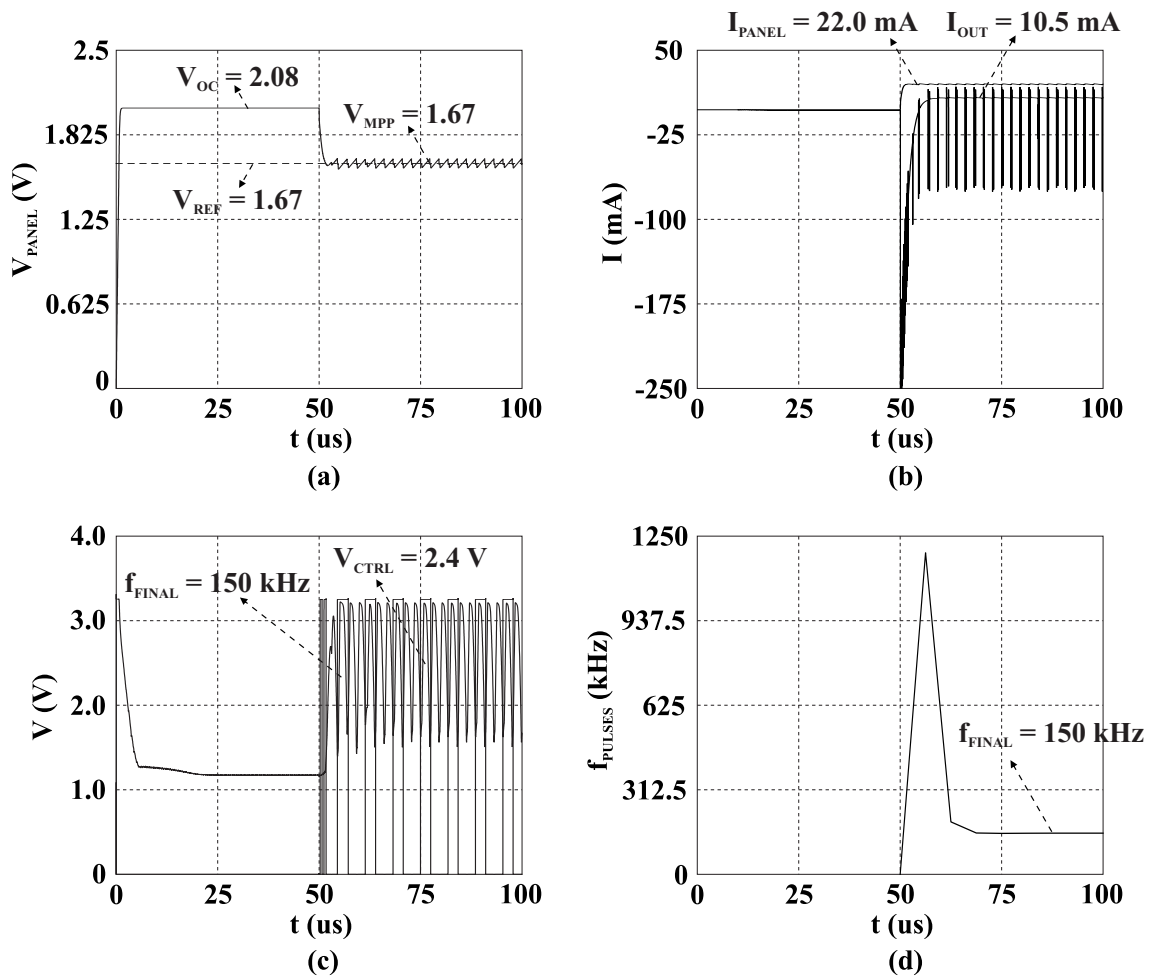 2.5
1.825
1.25
0.625
0
V_PANEL (V)
V_OC = 2.08
V_MPP = 1.67
V_REF = 1.67
0 25 50 75 100
t (us)
(a)
I_PANEL = 22.0 mA
I_OUT = 10.5 mA
50
-25
-100
-175
-250
I (mA)
0 25 50 75 100
t (us)
(b)
4.0
3.0
2.0
1.0
0
V (V)
V_CTRL = 2.4 V
f_FINAL = 150 kHz
0 25 50 75 100
t (us)
(c)
1250
937.5
625
312.5
0
f_PULSES (kHz)
f_FINAL = 150 kHz
0 25 50 75 100
t (us)
(d)